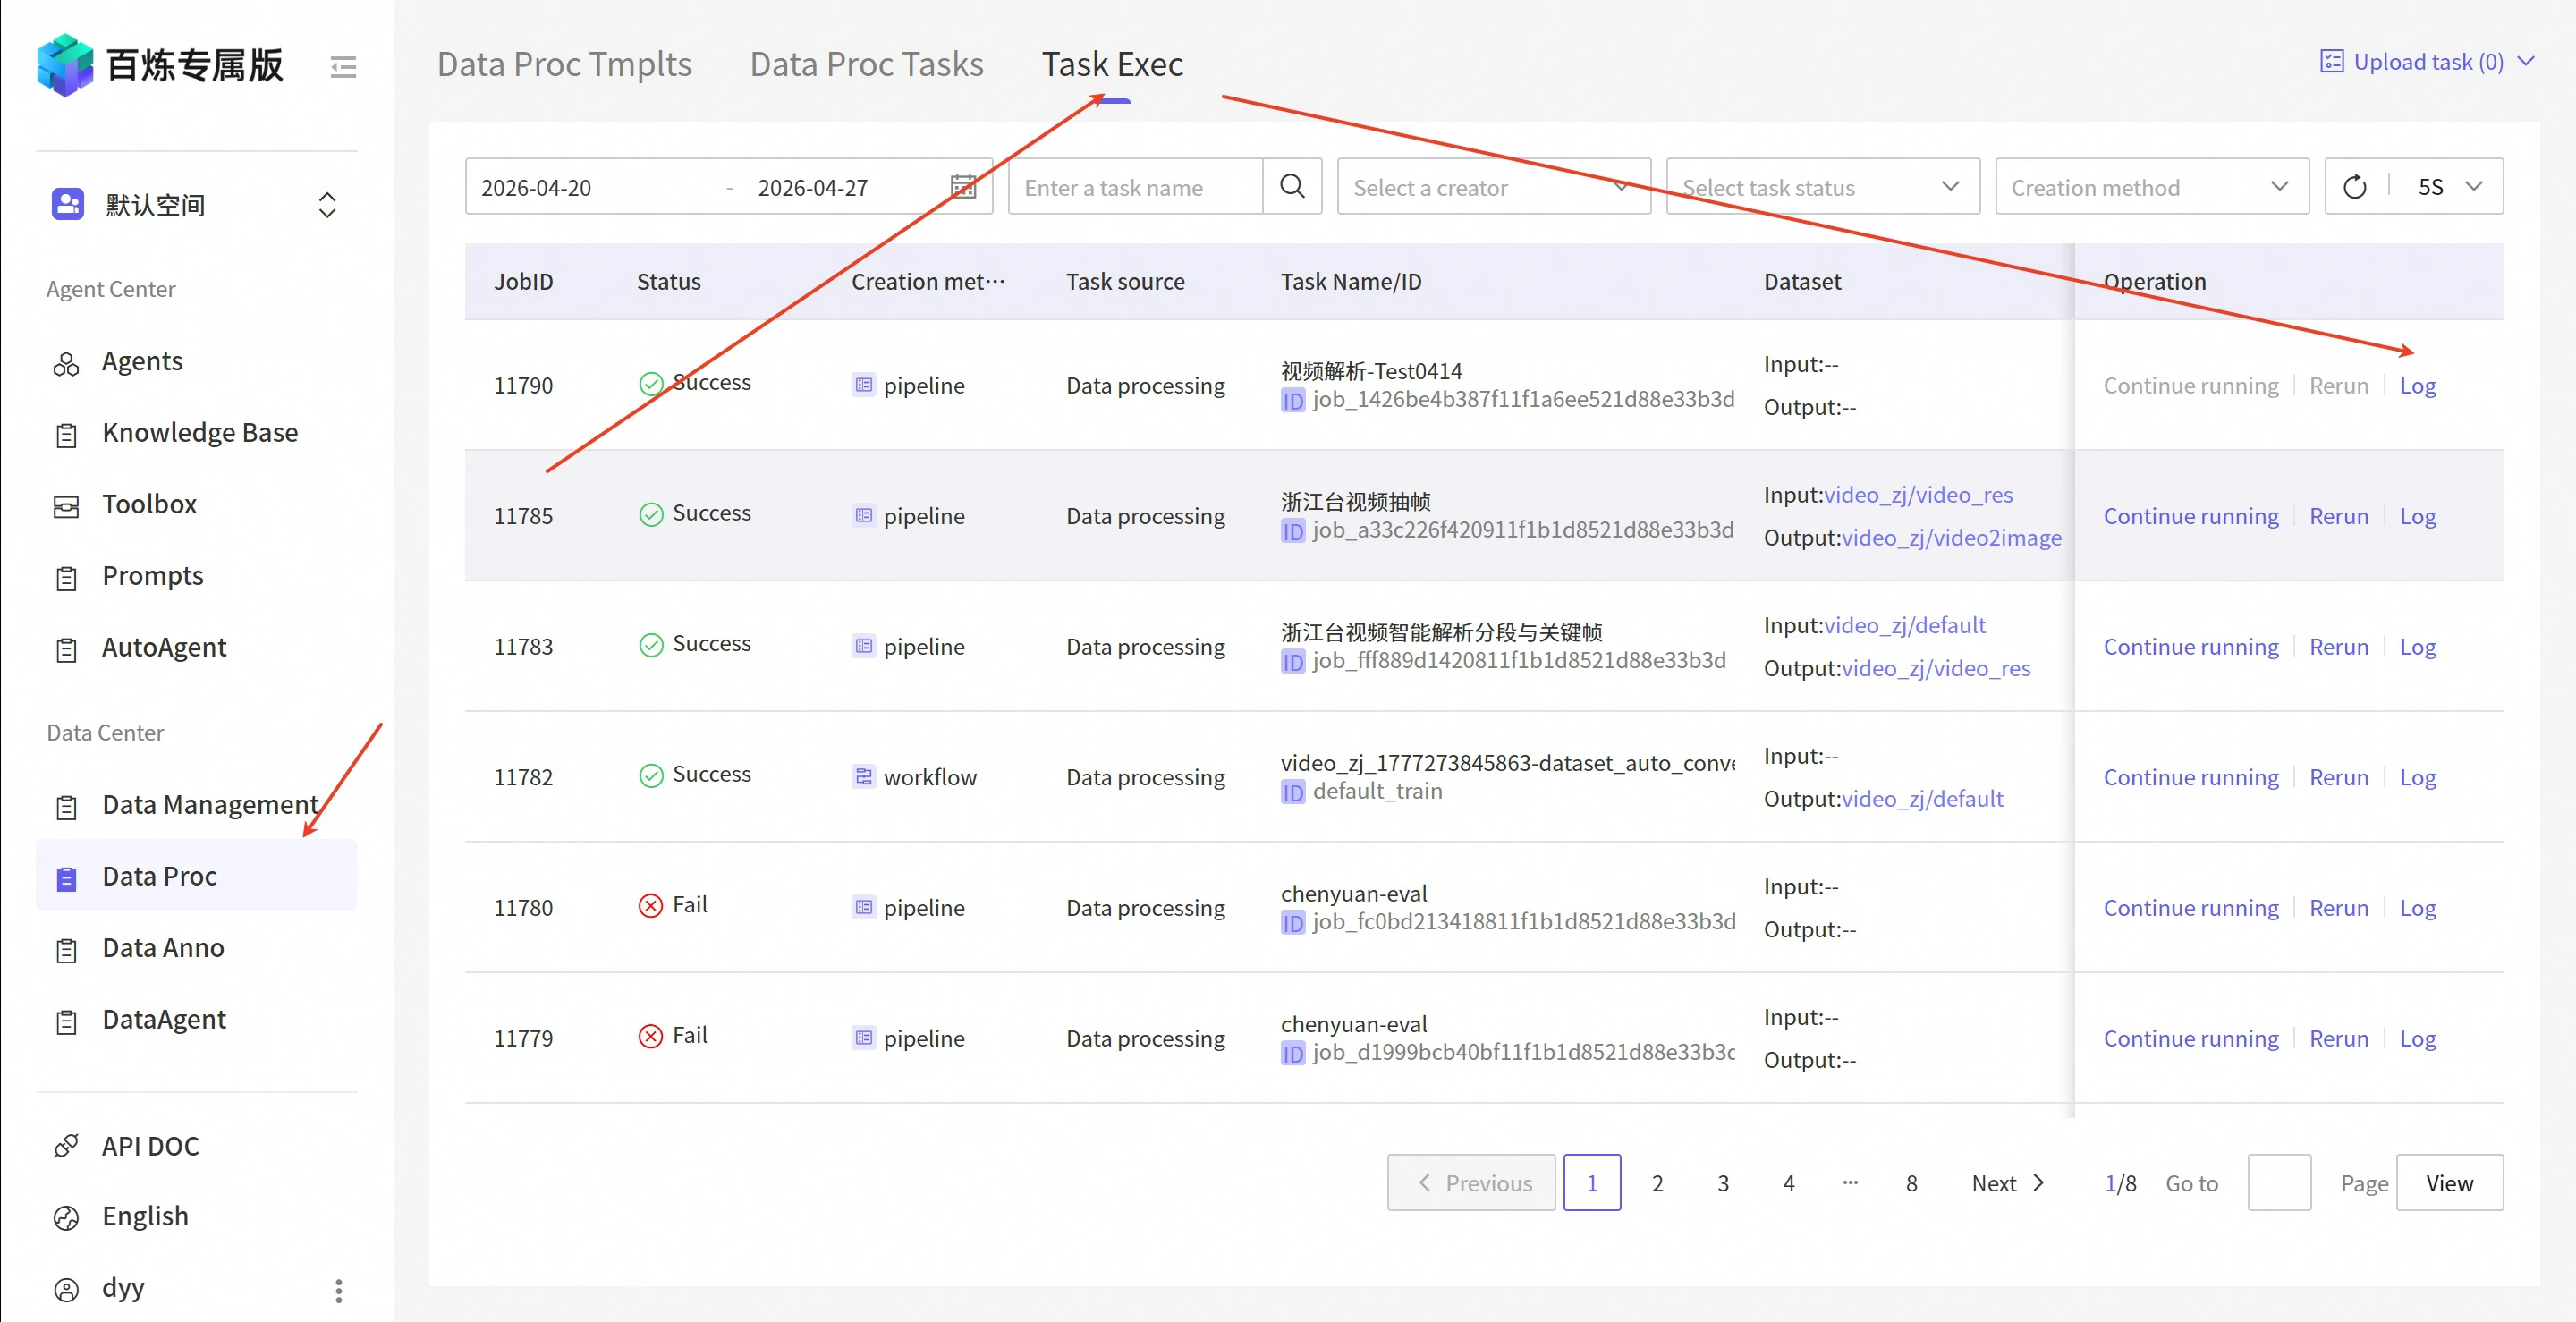 百炼专属版
默认空间
Agent Center
Agents
Knowledge Base
Toolbox
Prompts
AutoAgent
Data Center
Data Management
Data Proc
Data Anno
DataAgent
API DOC
English
dyy
Data Proc Tmplts Data Proc Tasks Task Exec
Upload task (0)
2026-04-20 - 2026-04-27 Enter a task name Select a creator Select task status Creation method 5S
JobID Status Creation met··· Task source Task Name/ID Dataset Operation
11790 Success pipeline Data processing
视频解析-Test0414
ID job_1426be4b387f11f1a6ee521d88e33b3d
Input:--
Output:--
Continue running Rerun Log
11785 Success pipeline Data processing
浙江台视频抽帧
ID job_a33c226f420911f1b1d8521d88e33b3d
Input:video_zj/video_res
Output:video_zj/video2image
Continue running Rerun Log
11783 Success pipeline Data processing
浙江台视频智能解析分段与关键帧
ID job_fff889d1420811f1b1d8521d88e33b3d
Input:video_zj/default
Output:video_zj/video_res
Continue running Rerun Log
11782 Success workflow Data processing
video_zj_1777273845863-dataset_auto_conve
ID default_train
Input:--
Output:video_zj/default
Continue running Rerun Log
11780 Fail pipeline Data processing
chenyuan-eval
ID job_fc0bd213418811f1b1d8521d88e33b3d
Input:--
Output:--
Continue running Rerun Log
11779 Fail pipeline Data processing
chenyuan-eval
ID job_d1999bcb40bf11f1b1d8521d88e33b3c
Input:--
Output:--
Continue running Rerun Log
Previous 1 2 3 4 ··· 8 Next 1/8 Go to Page View